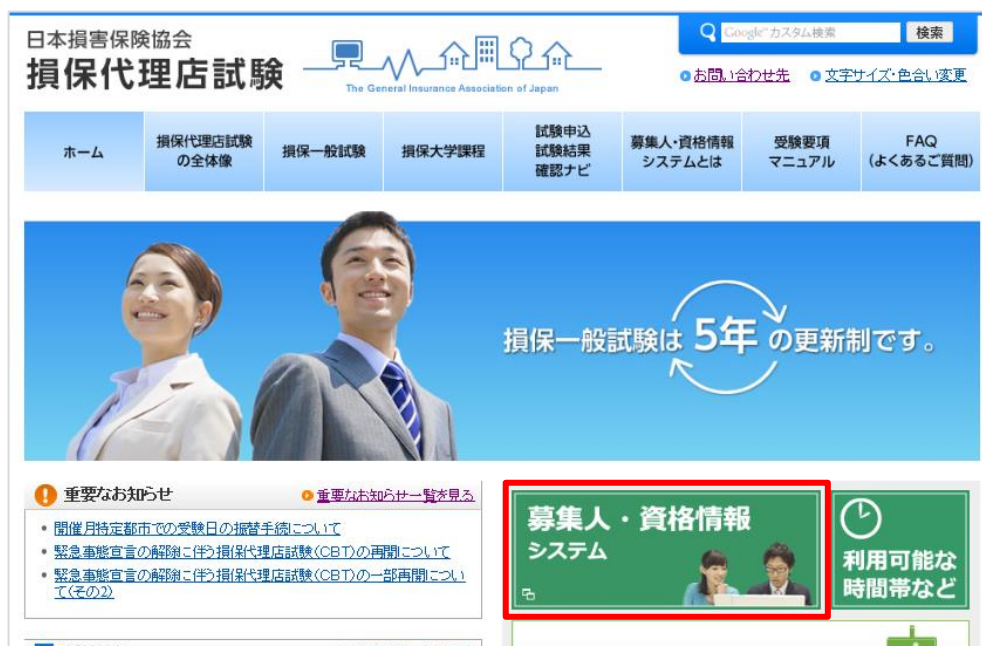 日本損害保険協会
損保代理店試験
The General Insurance Association of Japan
Google™カスタム検索
検索
お問い合わせ先
文字サイズ・色合い変更
ホーム
損保代理店試験
の全体像
損保一般試験
損保大学課程
試験申込
試験結果
確認ナビ
募集人・資格情報
システムとは
受験要項
マニュアル
FAQ
(よくあるご質問)
損保一般試験は 5年 の更新制です。
重要なお知らせ
重要なお知らせ一覧を見る
• 開催月特定都市での受験日の振替手続について
• 緊急事態宣言の解除に伴う損保代理店試験(CBT)の再開について
• 緊急事態宣言の解除に伴う損保代理店試験(CBT)の一部再開につい
て(その2)
募集人・資格情報
システム
利用可能な
時間帯など